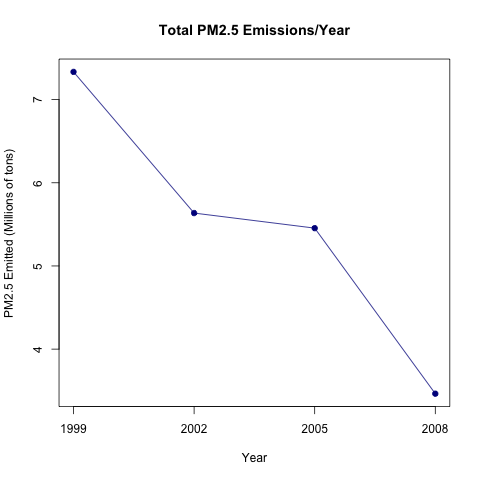 Total PM2.5 Emissions/Year
PM2.5 Emitted (Millions of tons)
7
6
5
4
1999 2002 2005 2008
Year